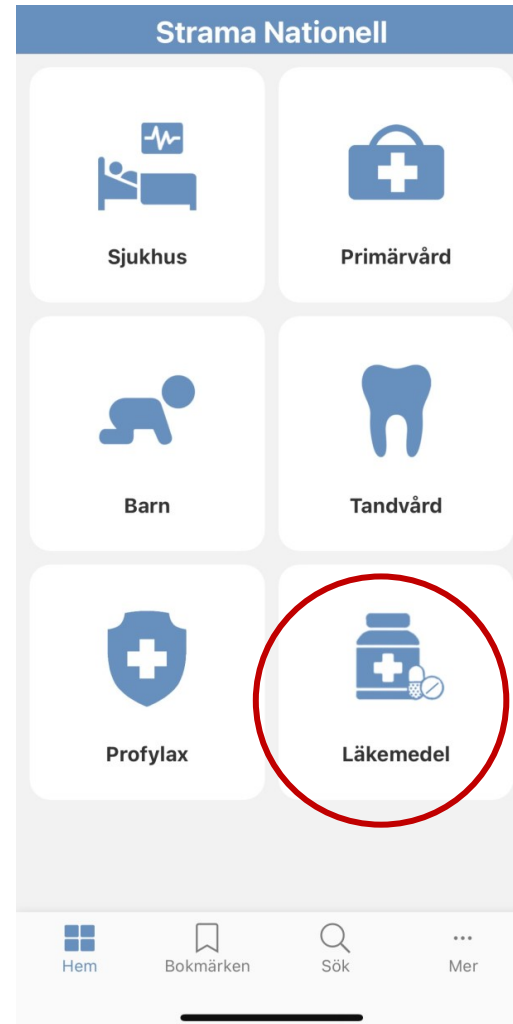 Strama Nationell
Sjukhus
Primärvård
Barn
Tandvård
Profylax
Läkemedel
Hem
Bokmärken
Sök
Mer